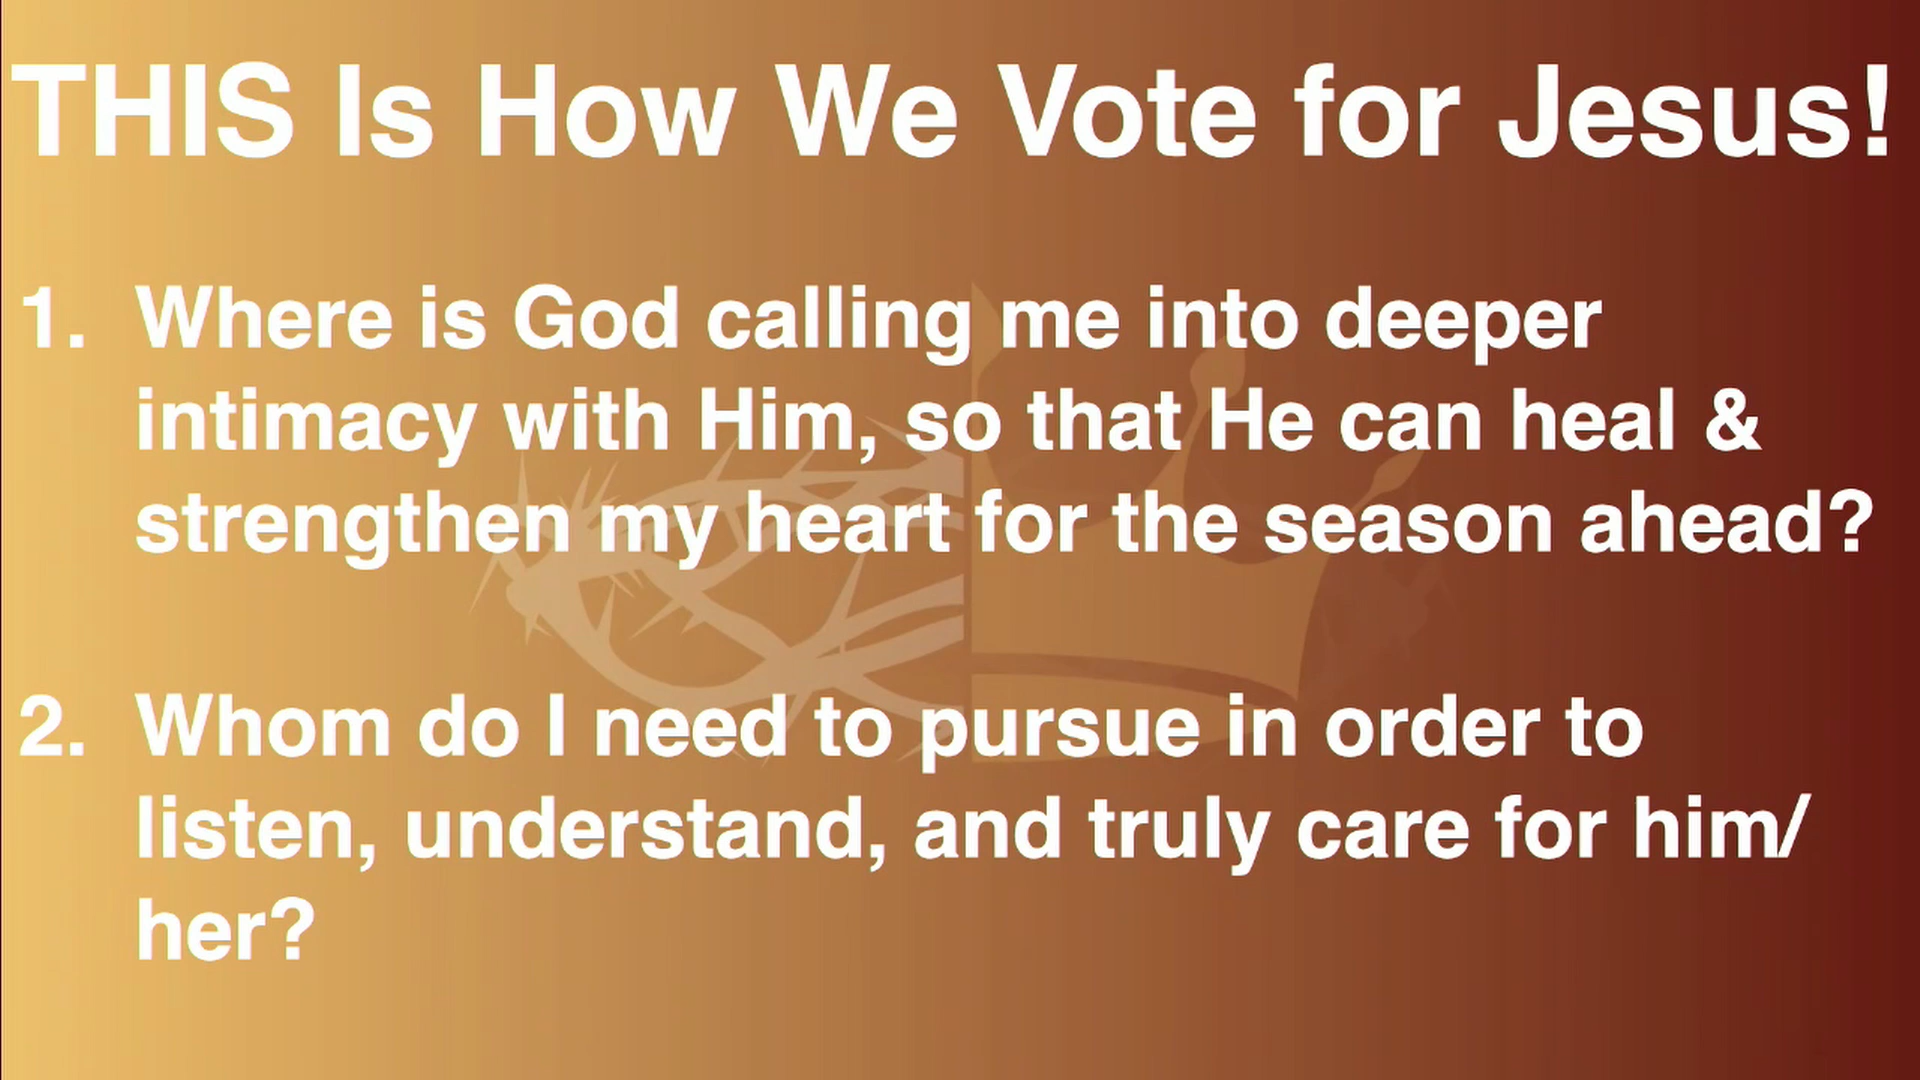 THIS Is How We Vote for Jesus!
1. Where is God calling me into deeper
intimacy with Him, so that He can heal &
strengthen my heart for the season ahead?
2. Whom do I need to pursue in order to
listen, understand, and truly care for him/
her?